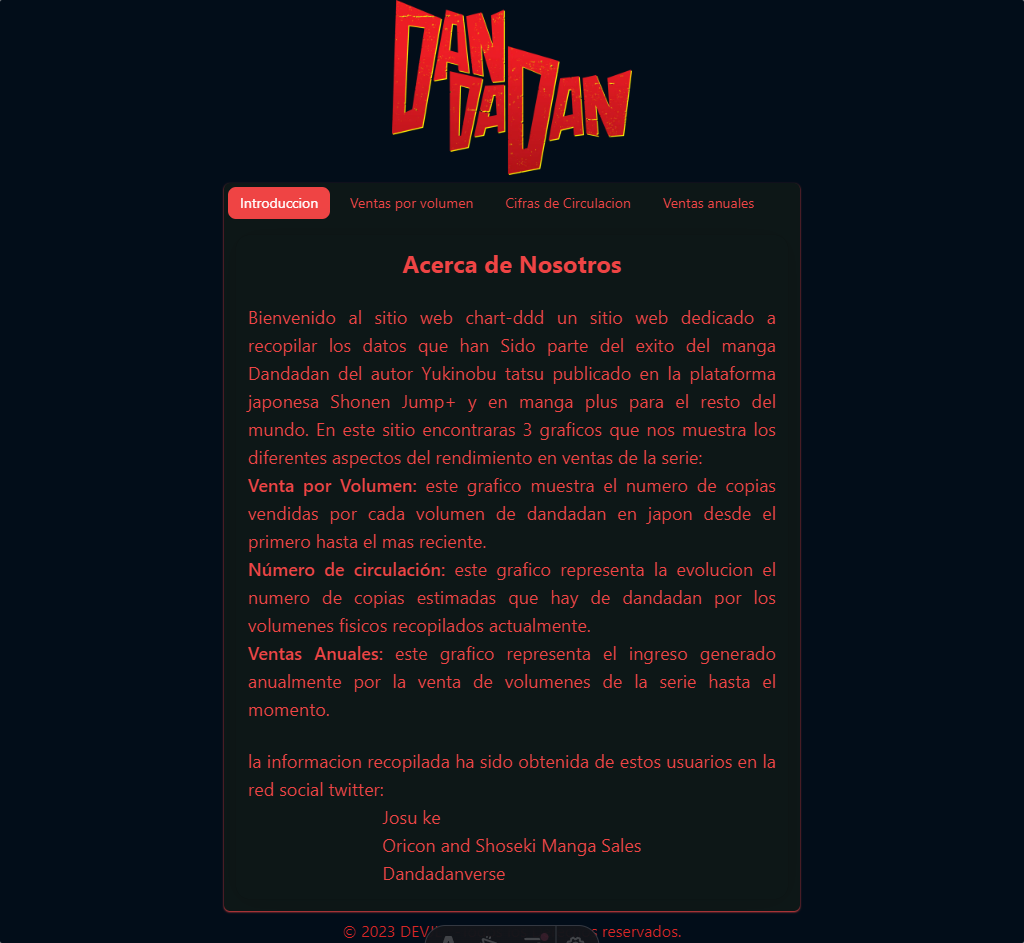 DAN
DA DAN
Introduccion Ventas por volumen Cifras de Circulacion Ventas anuales
Acerca de Nosotros
Bienvenido al sitio web chart-ddd un sitio web dedicado a
recopilar los datos que han Sido parte del exito del manga
Dandadan del autor Yukinobu tatsu publicado en la plataforma
japonesa Shonen Jump+ y en manga plus para el resto del
mundo. En este sitio encontraras 3 graficos que nos muestra los
diferentes aspectos del rendimiento en ventas de la serie:
Venta por Volumen: este grafico muestra el numero de copias
vendidas por cada volumen de dandadan en japon desde el
primero hasta el mas reciente.
Número de circulación: este grafico representa la evolucion el
numero de copias estimadas que hay de dandadan por los
volumenes fisicos recopilados actualmente.
Ventas Anuales: este grafico representa el ingreso generado
anualmente por la venta de volumenes de la serie hasta el
momento.
la informacion recopilada ha sido obtenida de estos usuarios en la
red social twitter:
Josu ke
Oricon and Shoseki Manga Sales
Dandadanverse
© 2023 reservados.